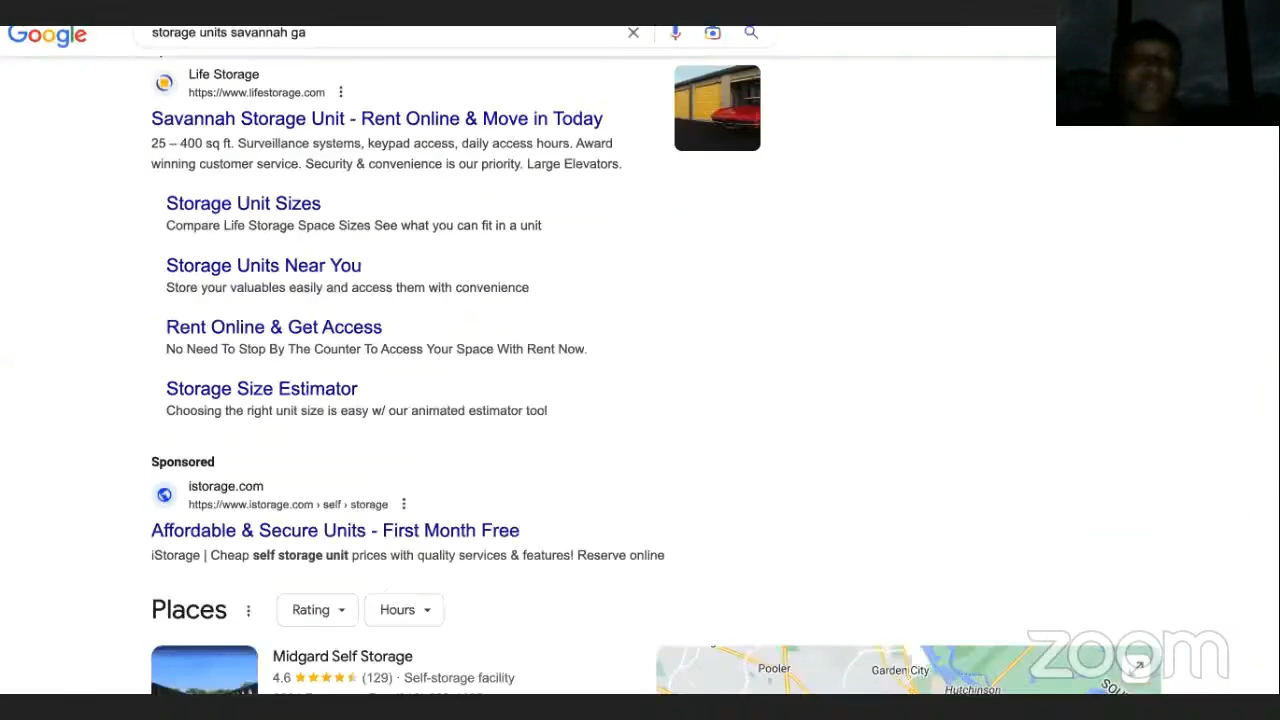 Google
storage units savannah ga
Life Storage
https://www.lifestorage.com
Savannah Storage Unit - Rent Online & Move in Today
25 – 400 sq ft. Surveillance systems, keypad access, daily access hours. Award
winning customer service. Security & convenience is our priority. Large Elevators.
Storage Unit Sizes
Compare Life Storage Space Sizes See what you can fit in a unit
Storage Units Near You
Store your valuables easily and access them with convenience
Rent Online & Get Access
No Need To Stop By The Counter To Access Your Space With Rent Now.
Storage Size Estimator
Choosing the right unit size is easy w/ our animated estimator tool
Sponsored
istorage.com
https://www.istorage.com › self › storage
Affordable & Secure Units - First Month Free
iStorage | Cheap self storage unit prices with quality services & features! Reserve online
Places
Rating
Hours
Midgard Self Storage
4.6 (129) · Self-storage facility
Pooler
Garden City
Hutchinson
zoom